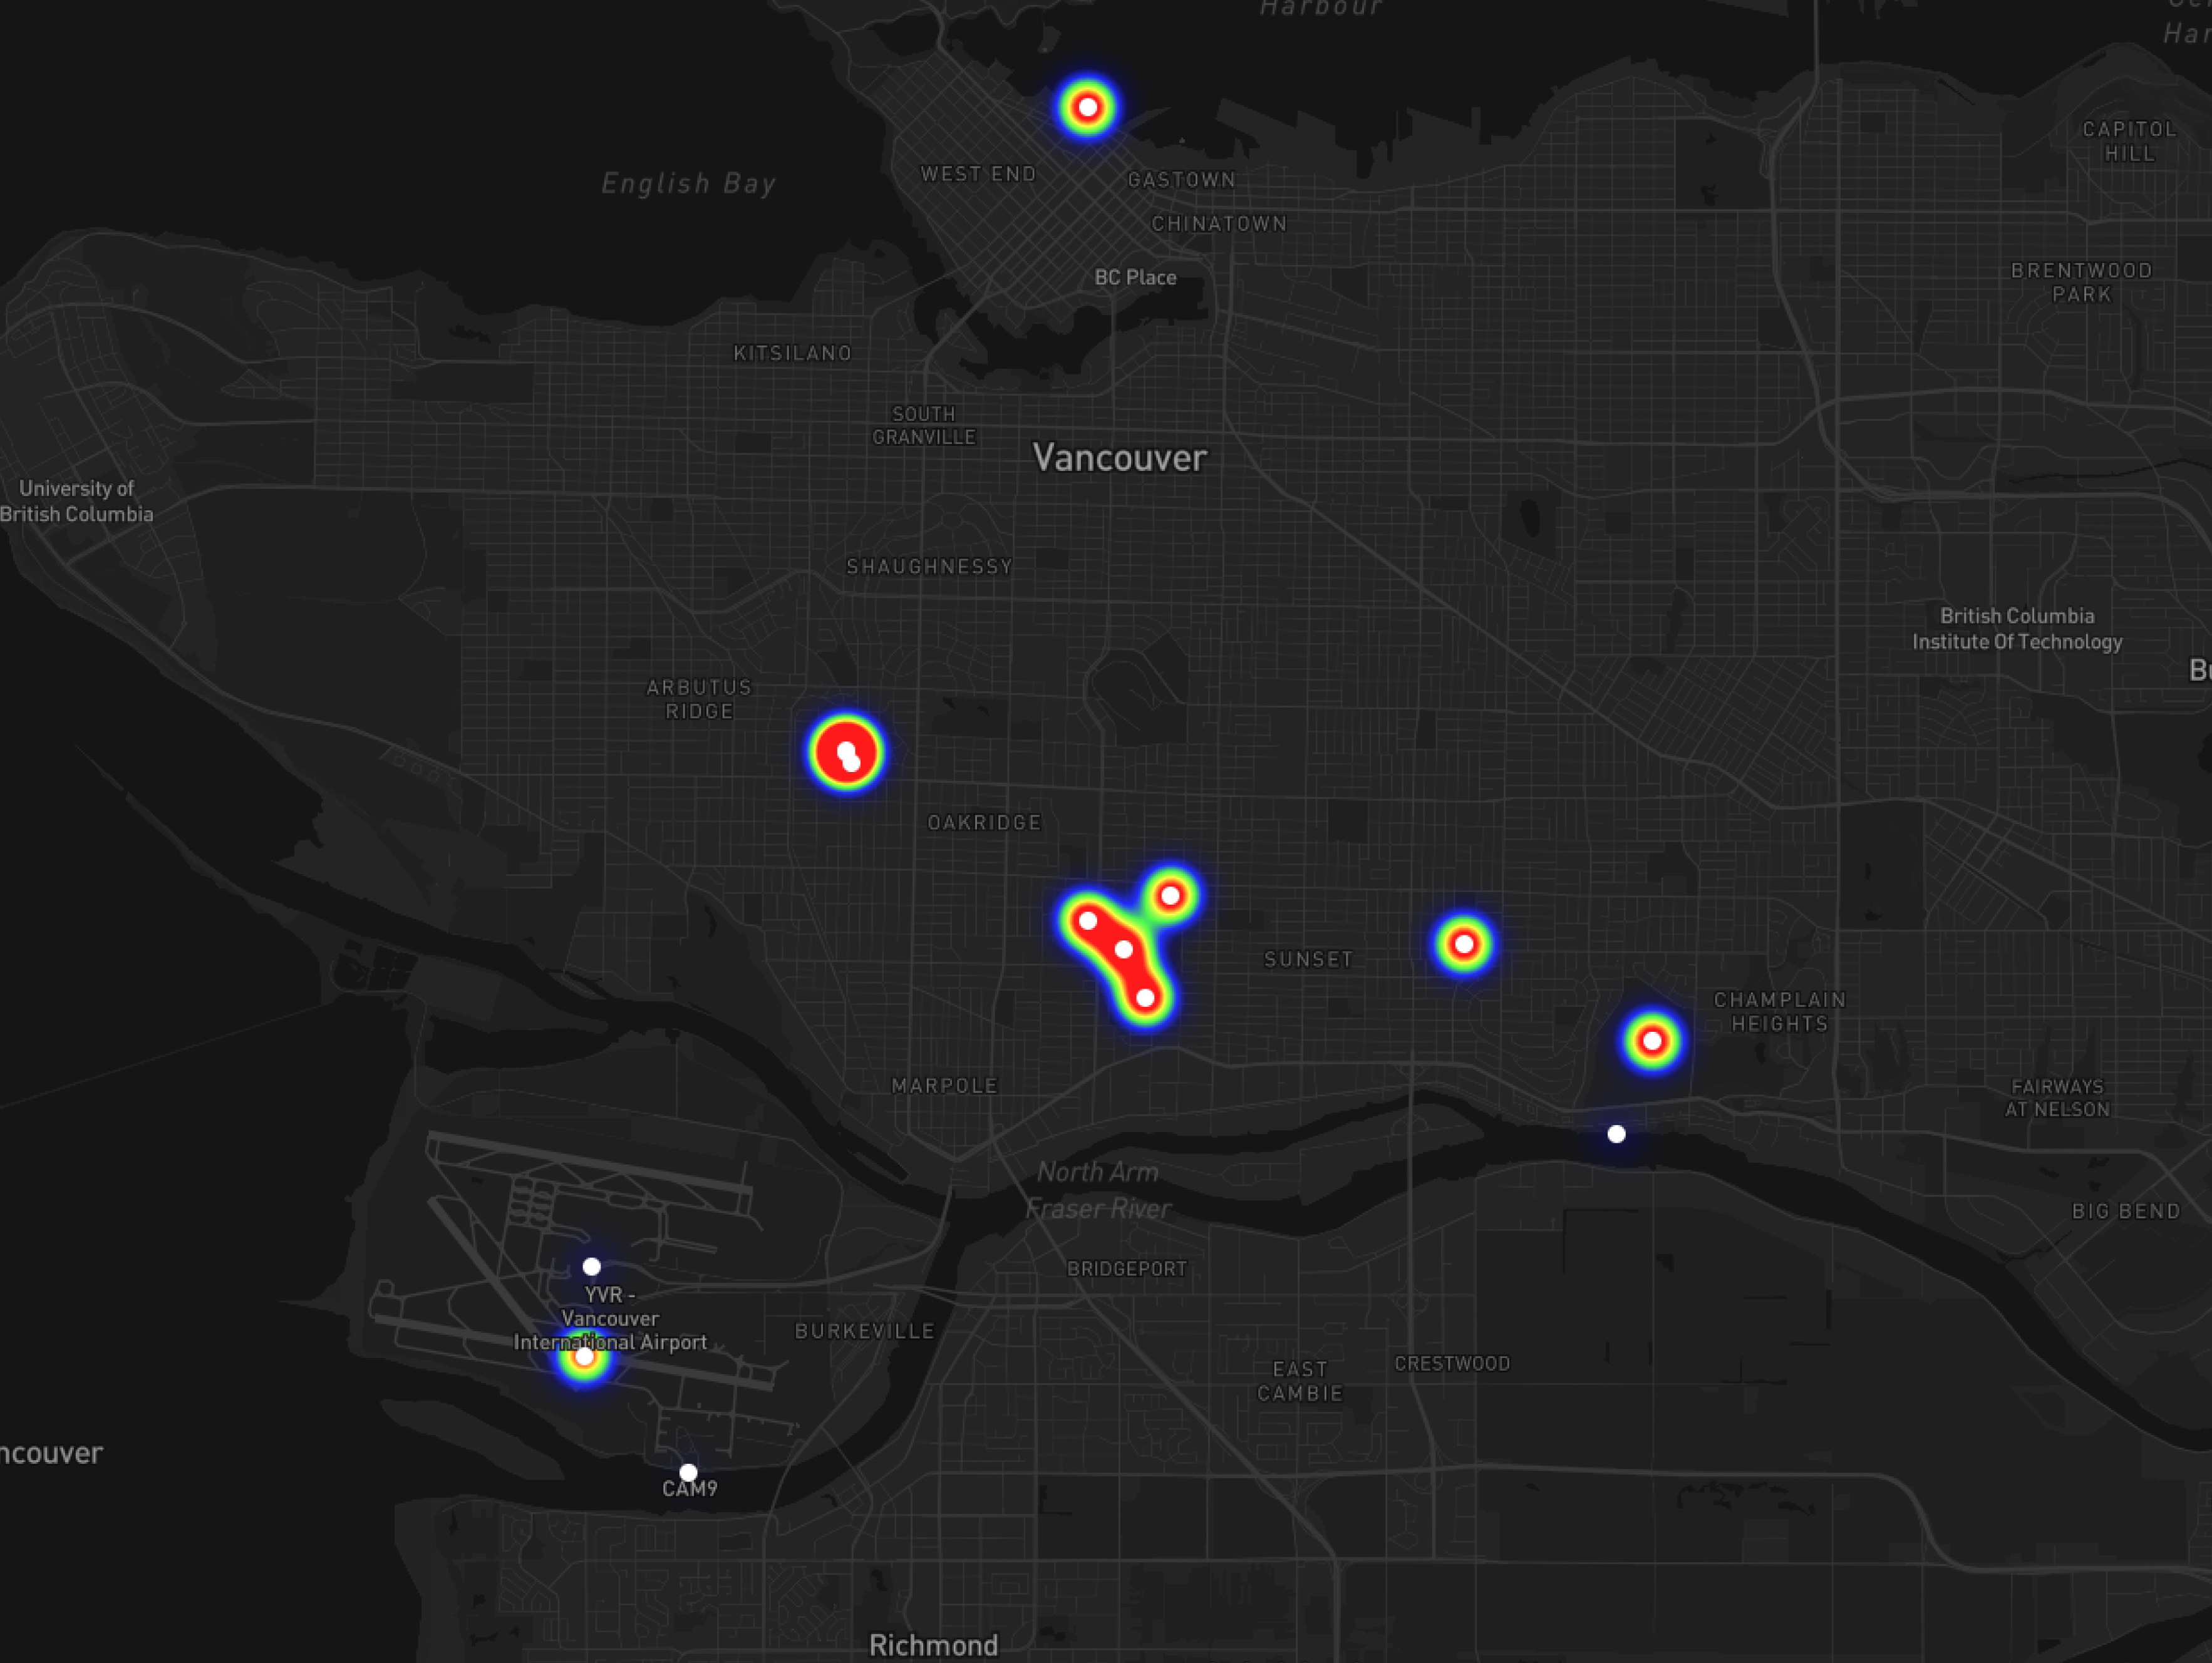 Harbour
CAPITOL
HILL
WEST END
GASTOWN
English Bay
CHINATOWN
BC Place
BRENTWOOD
PARK
KITSILANO
SOUTH
GRANVILLE
Vancouver
University of
British Columbia
SHAUGHNESSY
British Columbia
Institute Of Technology
ARBUTUS
RIDGE
OAKRIDGE
SUNSET
CHAMPLAIN
HEIGHTS
MARPOLE
FAIRWAYS
AT NELSON
North Arm
Fraser River
BIG BEND
BRIDGEPORT
YVR -
Vancouver
International Airport
BURKEVILLE
CRESTWOOD
EAST
CAMBIE
ncouver
CAM9
Richmond